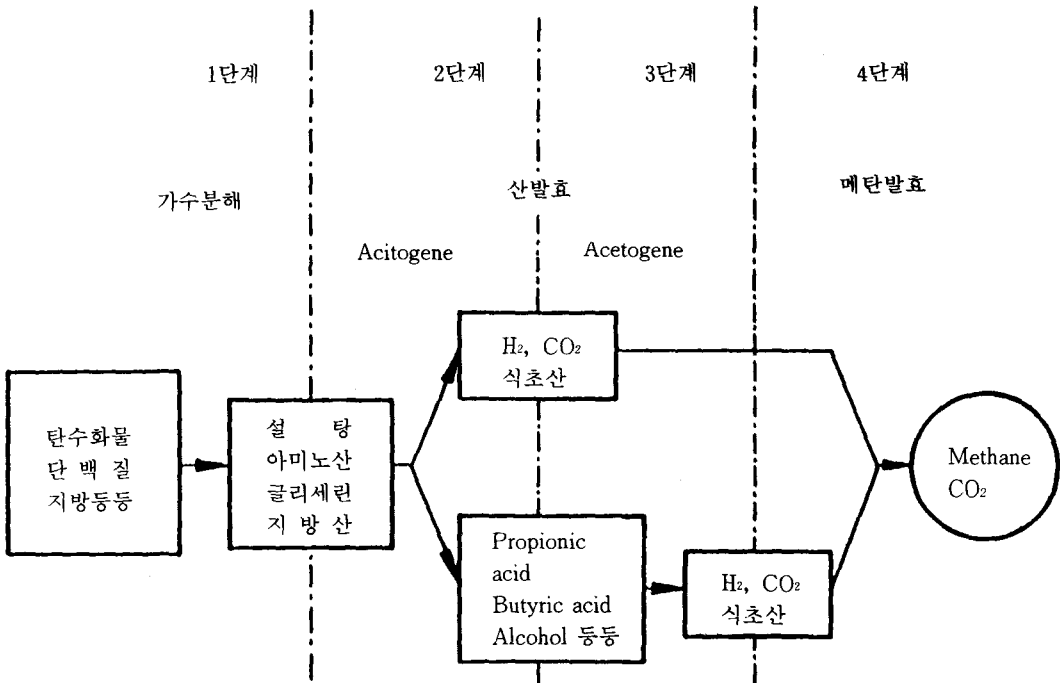 1단계
2단계
3단계
4단계
가수분해
산발효
메탄발효
Acitogene
Acetogene
탄수화물
단 백 질
지방등등
설 탕
아미노산
글리세린
지 방 산
H₂, CO₂
식초산
Propionic
acid
Butyric acid
Alcohol 등등
H₂, CO₂
식초산
Methane
CO₂